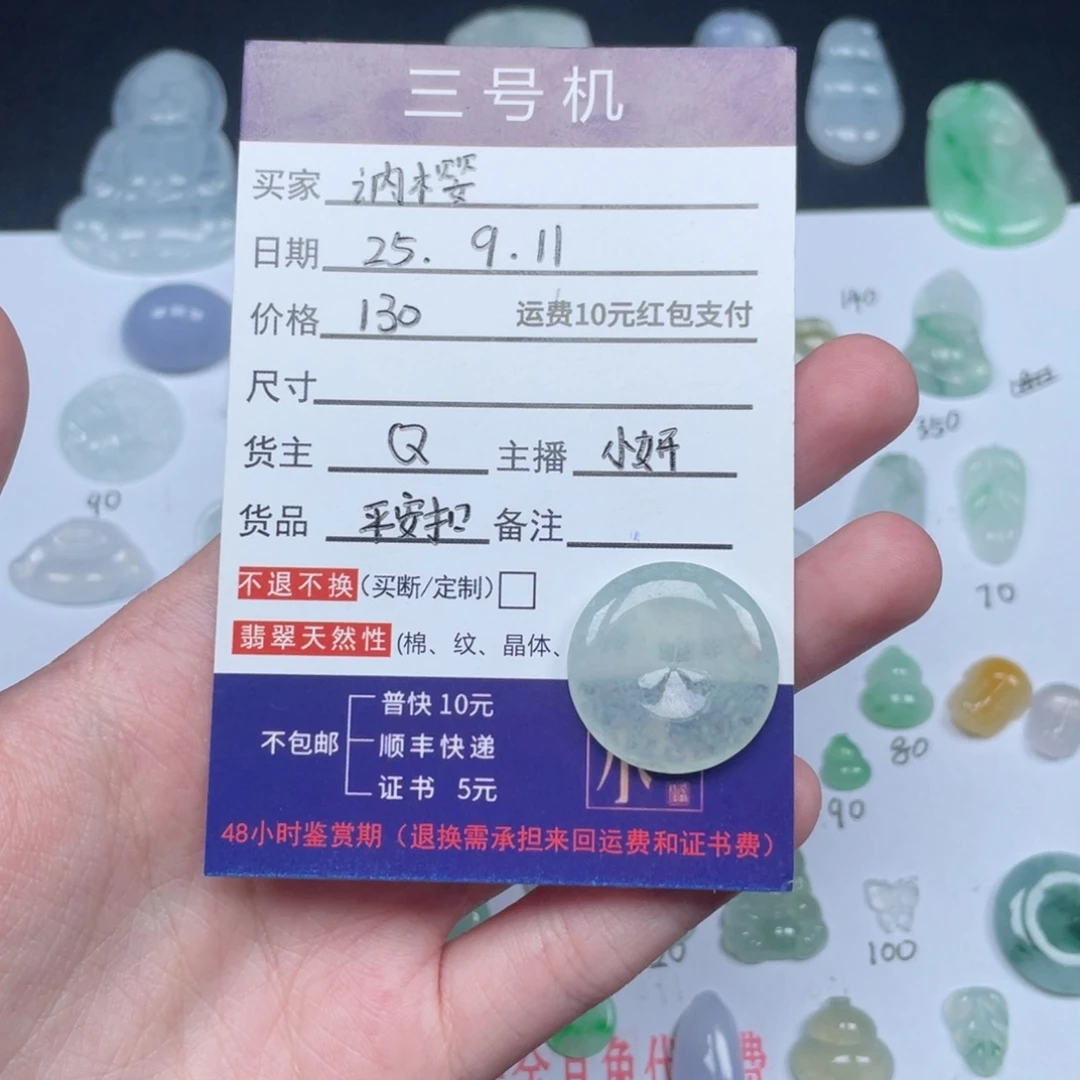 三号机
买家 讷樱
日期 25. 9.11
价格 130 运费10元红包支付
尺寸
货主 Q 主播 小妍
货品 平安扣 备注
不退不换(买断/定制)□
翡翠天然性(棉、纹、晶体、
不包邮
普快10元
顺丰快递
证书 5元
48小时鉴赏期（退换需承担来回运费和证书费）
140
350
90
70
80
90
100